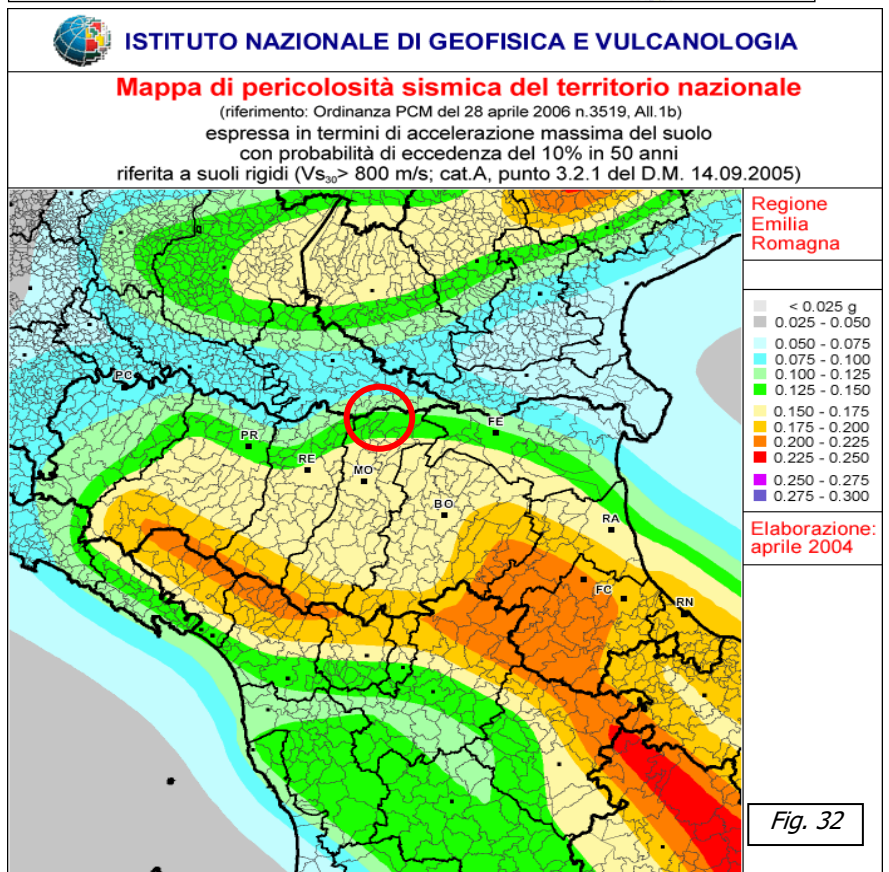 ISTITUTO NAZIONALE DI GEOFISICA E VULCANOLOGIA
Mappa di pericolosità sismica del territorio nazionale
(riferimento: Ordinanza PCM del 28 aprile 2006 n.3519, All.1b)
espressa in termini di accelerazione massima del suolo
con probabilità di eccedenza del 10% in 50 anni
riferita a suoli rigidi (Vs₃₀> 800 m/s; cat.A, punto 3.2.1 del D.M. 14.09.2005)
Regione
Emilia
Romagna
< 0.025 g
0.025 - 0.050
0.050 - 0.075
0.075 - 0.100
0.100 - 0.125
0.125 - 0.150
0.150 - 0.175
0.175 - 0.200
0.200 - 0.225
0.225 - 0.250
0.250 - 0.275
0.275 - 0.300
Elaborazione:
aprile 2004
PC
PR
RE
MO
FE
BO
RA
FC
RN
Fig. 32